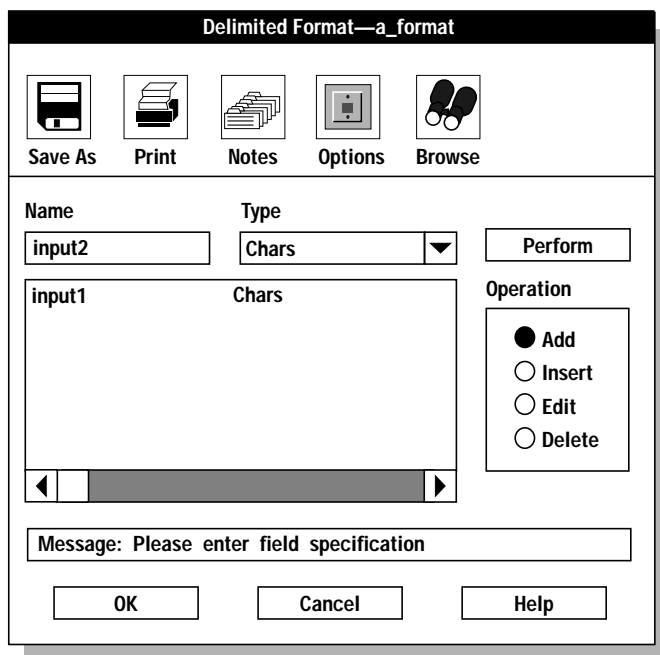 Delimited Format—a_format
Save As Print Notes Options Browse
Name Type
input2 Chars Perform
input1 Chars Operation
Add
Insert
Edit
Delete
Message: Please enter field specification
OK Cancel Help